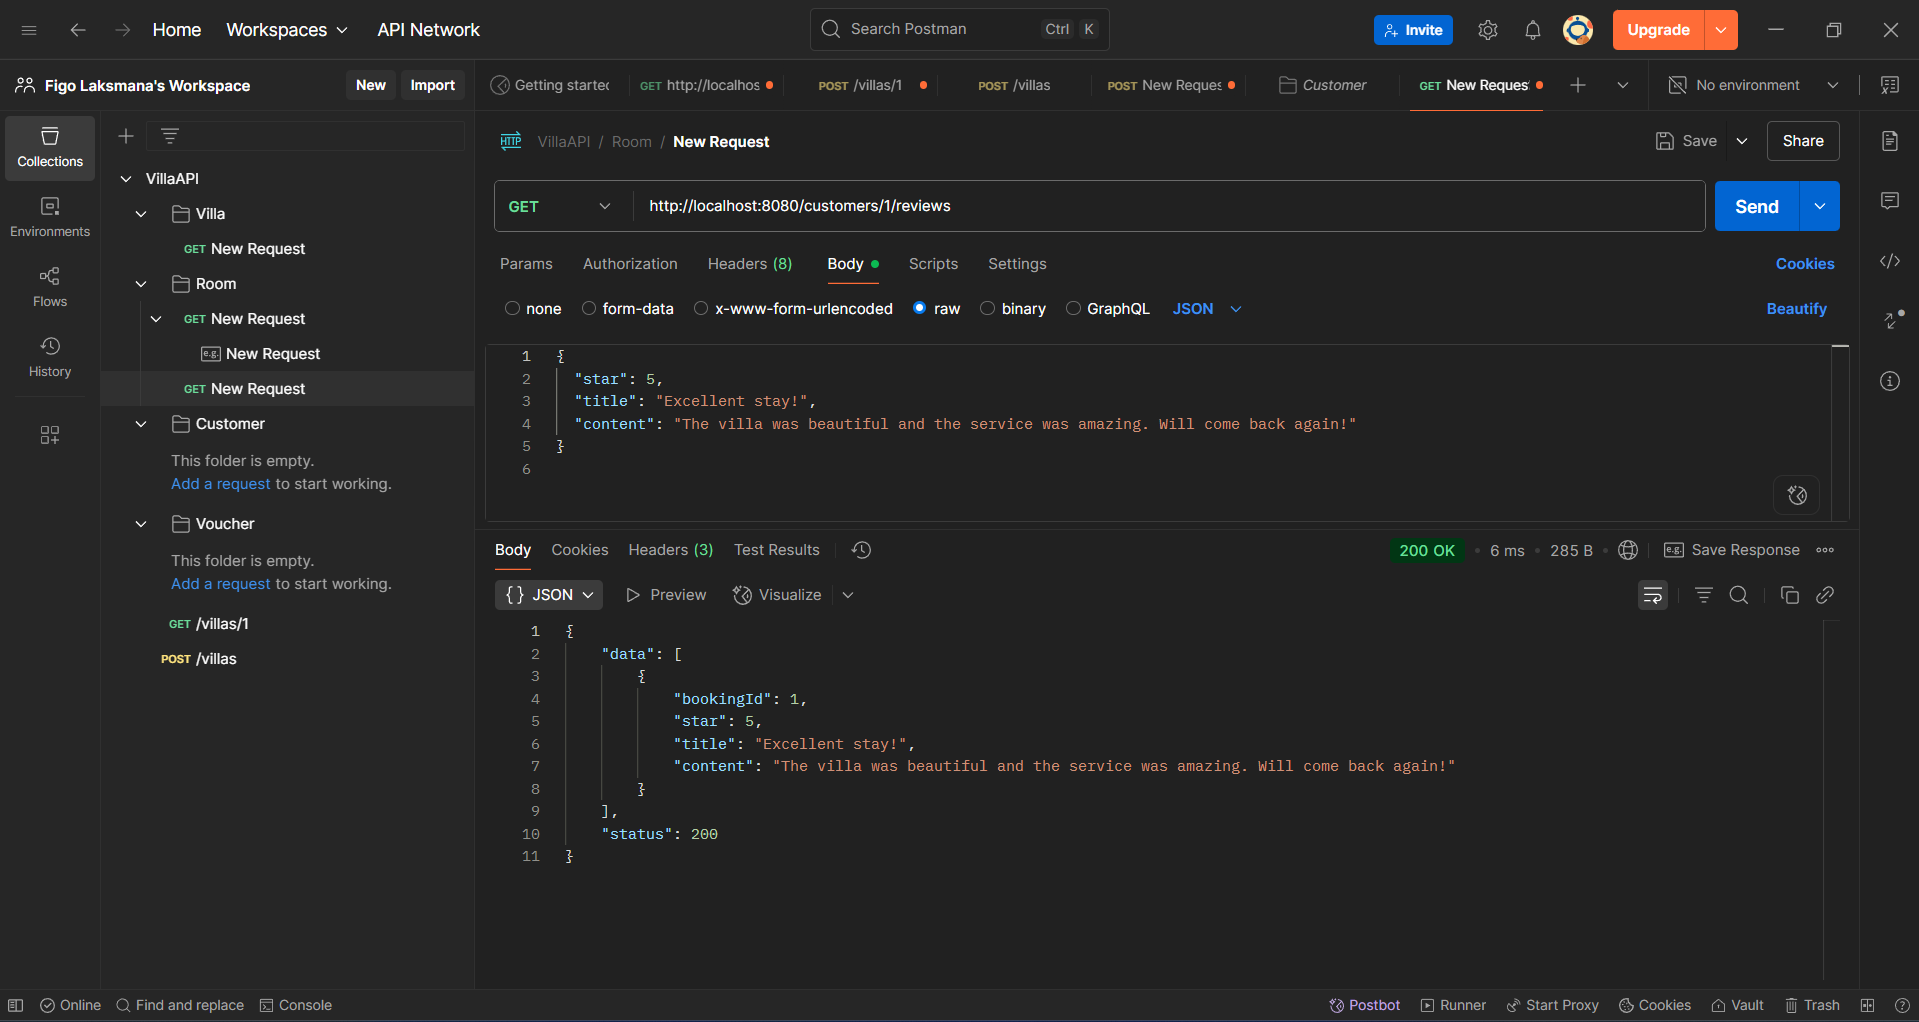 Home Workspaces API Network Search Postman Ctrl K Invite Upgrade
Figo Laksmana's Workspace New Import
Getting started GET http://localhos POST /villas/1 POST /villas POST New Reques Customer GET New Reques No environment
Collections
Environments
Flows
History
VillaAPI
Villa
GET New Request
Room
GET New Request
e.g. New Request
GET New Request
Customer
This folder is empty.
Add a request to start working.
Voucher
This folder is empty.
Add a request to start working.
GET /villas/1
POST /villas
HTTP VillaAPI / Room / New Request Save Share
GET http://localhost:8080/customers/1/reviews Send
Params Authorization Headers (8) Body Scripts Settings Cookies
none form-data x-www-form-urlencoded raw binary GraphQL JSON Beautify
1 {
2 "star": 5,
3 "title": "Excellent stay!",
4 "content": "The villa was beautiful and the service was amazing. Will come back again!"
5 }
6
Body Cookies Headers (3) Test Results 200 OK 6 ms 285 B e.g. Save Response
{} JSON Preview Visualize
1 {
2 "data": [
3 {
4 "bookingId": 1,
5 "star": 5,
6 "title": "Excellent stay!",
7 "content": "The villa was beautiful and the service was amazing. Will come back again!"
8 }
9 ],
10 "status": 200
11 }
Online Find and replace Console Postbot Runner Start Proxy Cookies Vault Trash